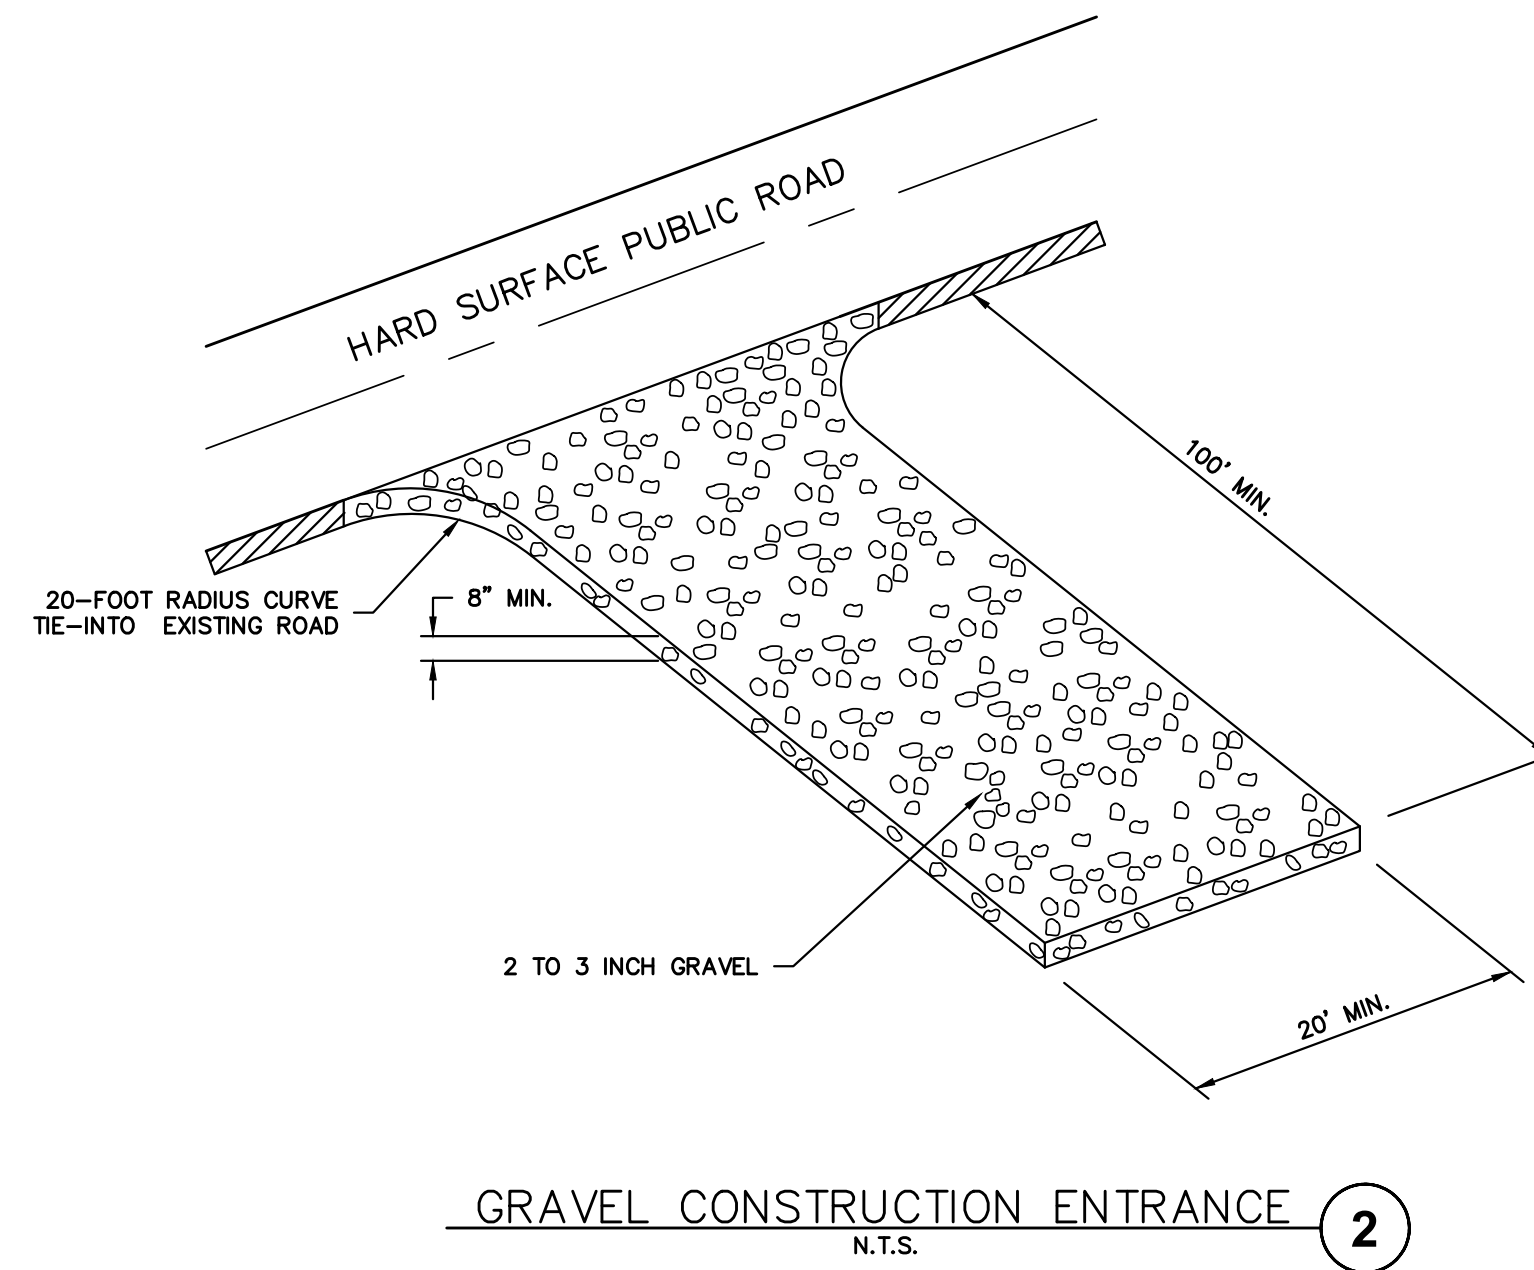 HARD SURFACE PUBLIC ROAD
100' MIN.
20-FOOT RADIUS CURVE
TIE-INTO EXISTING ROAD
8" MIN.
2 TO 3 INCH GRAVEL
20' MIN.
GRAVEL CONSTRUCTION ENTRANCE
2
N.T.S.